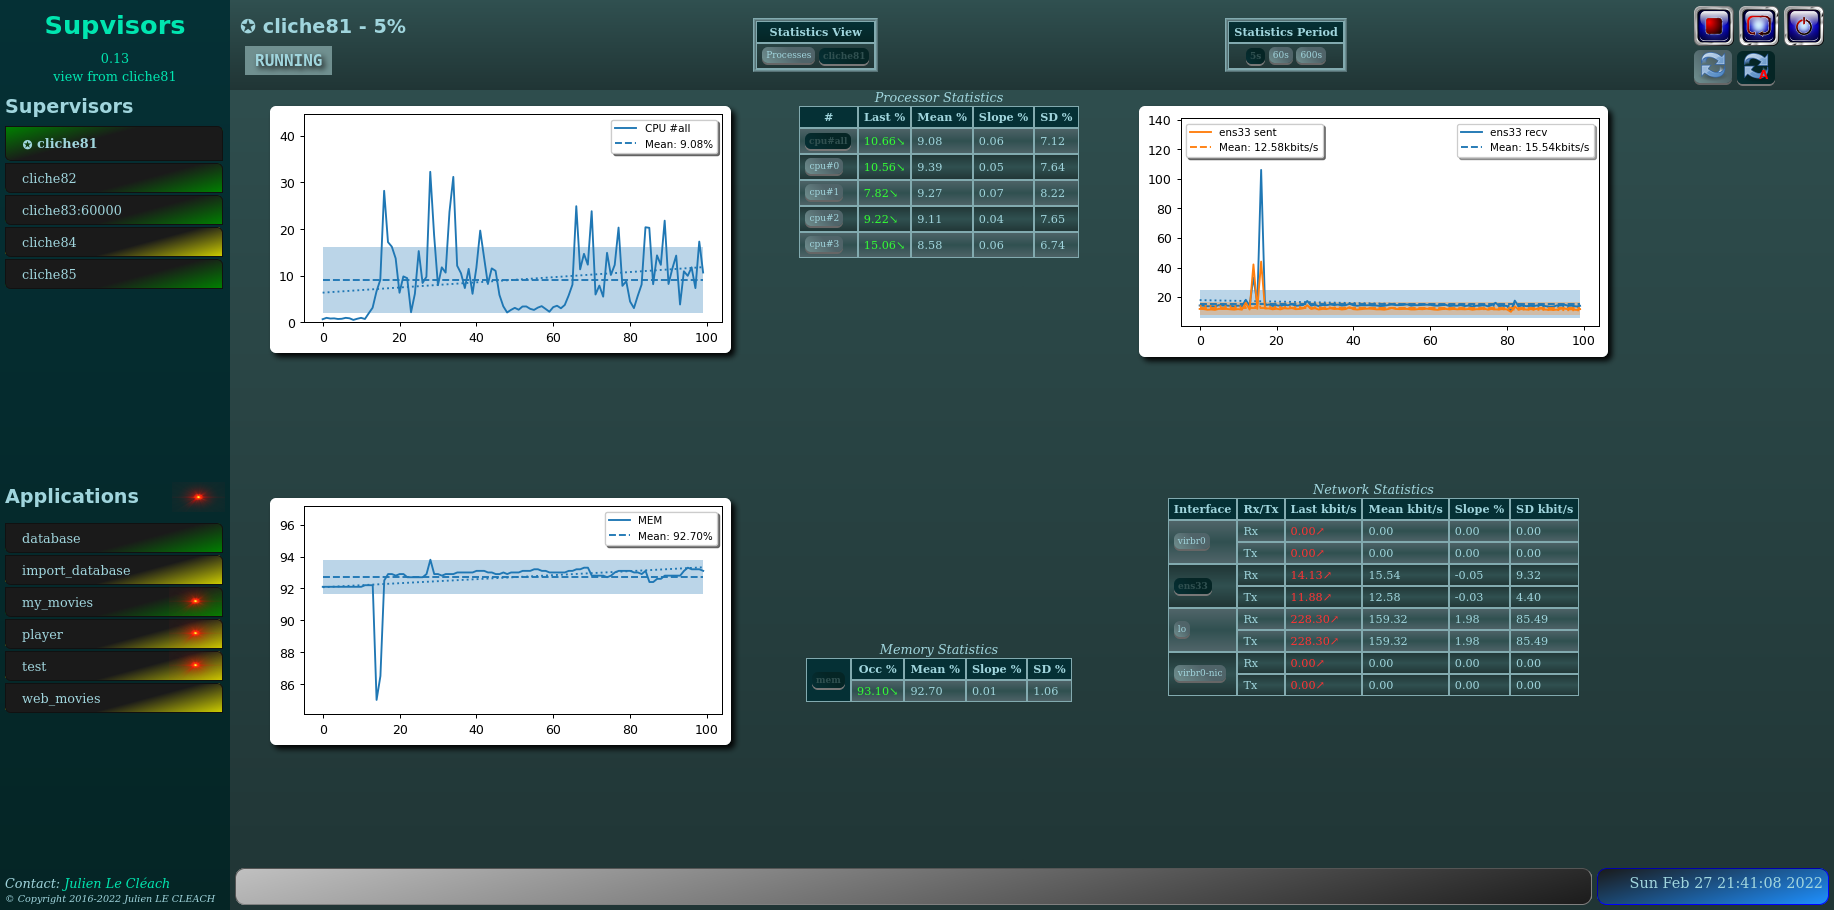 Supvisors
0.13
view from cliche81
Supervisors
✪ cliche81
cliche82
cliche83:60000
cliche84
cliche85
Applications
database
import_database
my_movies
player
test
web_movies
Contact: Julien Le Cléach
© Copyright 2016-2022 Julien LE CLEACH
✪ cliche81 - 5%
RUNNING
Statistics View
Processes cliche81
Statistics Period
5s 60s 600s
CPU #all
Mean: 9.08%
40
30
20
10
0
0 20 40 60 80 100
Processor Statistics
# Last % Mean % Slope % SD %
cpu#all 10.66↘ 9.08 0.06 7.12
cpu#0 10.56↘ 9.39 0.05 7.64
cpu#1 7.82↘ 9.27 0.07 8.22
cpu#2 9.22↘ 9.11 0.04 7.65
cpu#3 15.06↘ 8.58 0.06 6.74
ens33 sent
Mean: 12.58kbits/s
ens33 recv
Mean: 15.54kbits/s
140
120
100
80
60
40
20
0 20 40 60 80 100
MEM
Mean: 92.70%
96
94
92
90
88
86
0 20 40 60 80 100
Memory Statistics
mem Occ % Mean % Slope % SD %
93.10↘ 92.70 0.01 1.06
Network Statistics
Interface Rx/Tx Last kbit/s Mean kbit/s Slope % SD kbit/s
virbr0 Rx 0.00↗ 0.00 0.00 0.00
Tx 0.00↗ 0.00 0.00 0.00
ens33 Rx 14.13↗ 15.54 -0.05 9.32
Tx 11.88↗ 12.58 -0.03 4.40
lo Rx 228.30↗ 159.32 1.98 85.49
Tx 228.30↗ 159.32 1.98 85.49
virbr0-nic Rx 0.00↗ 0.00 0.00 0.00
Tx 0.00↗ 0.00 0.00 0.00
Sun Feb 27 21:41:08 2022